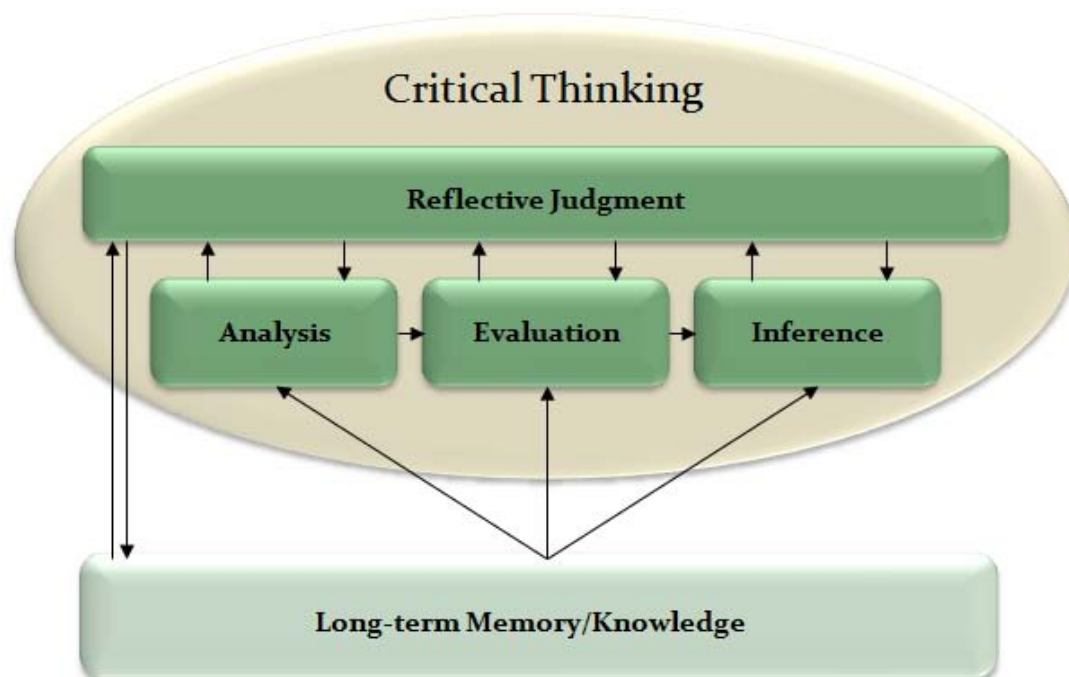 Critical Thinking
Reflective Judgment
Analysis
Evaluation
Inference
Long-term Memory/Knowledge